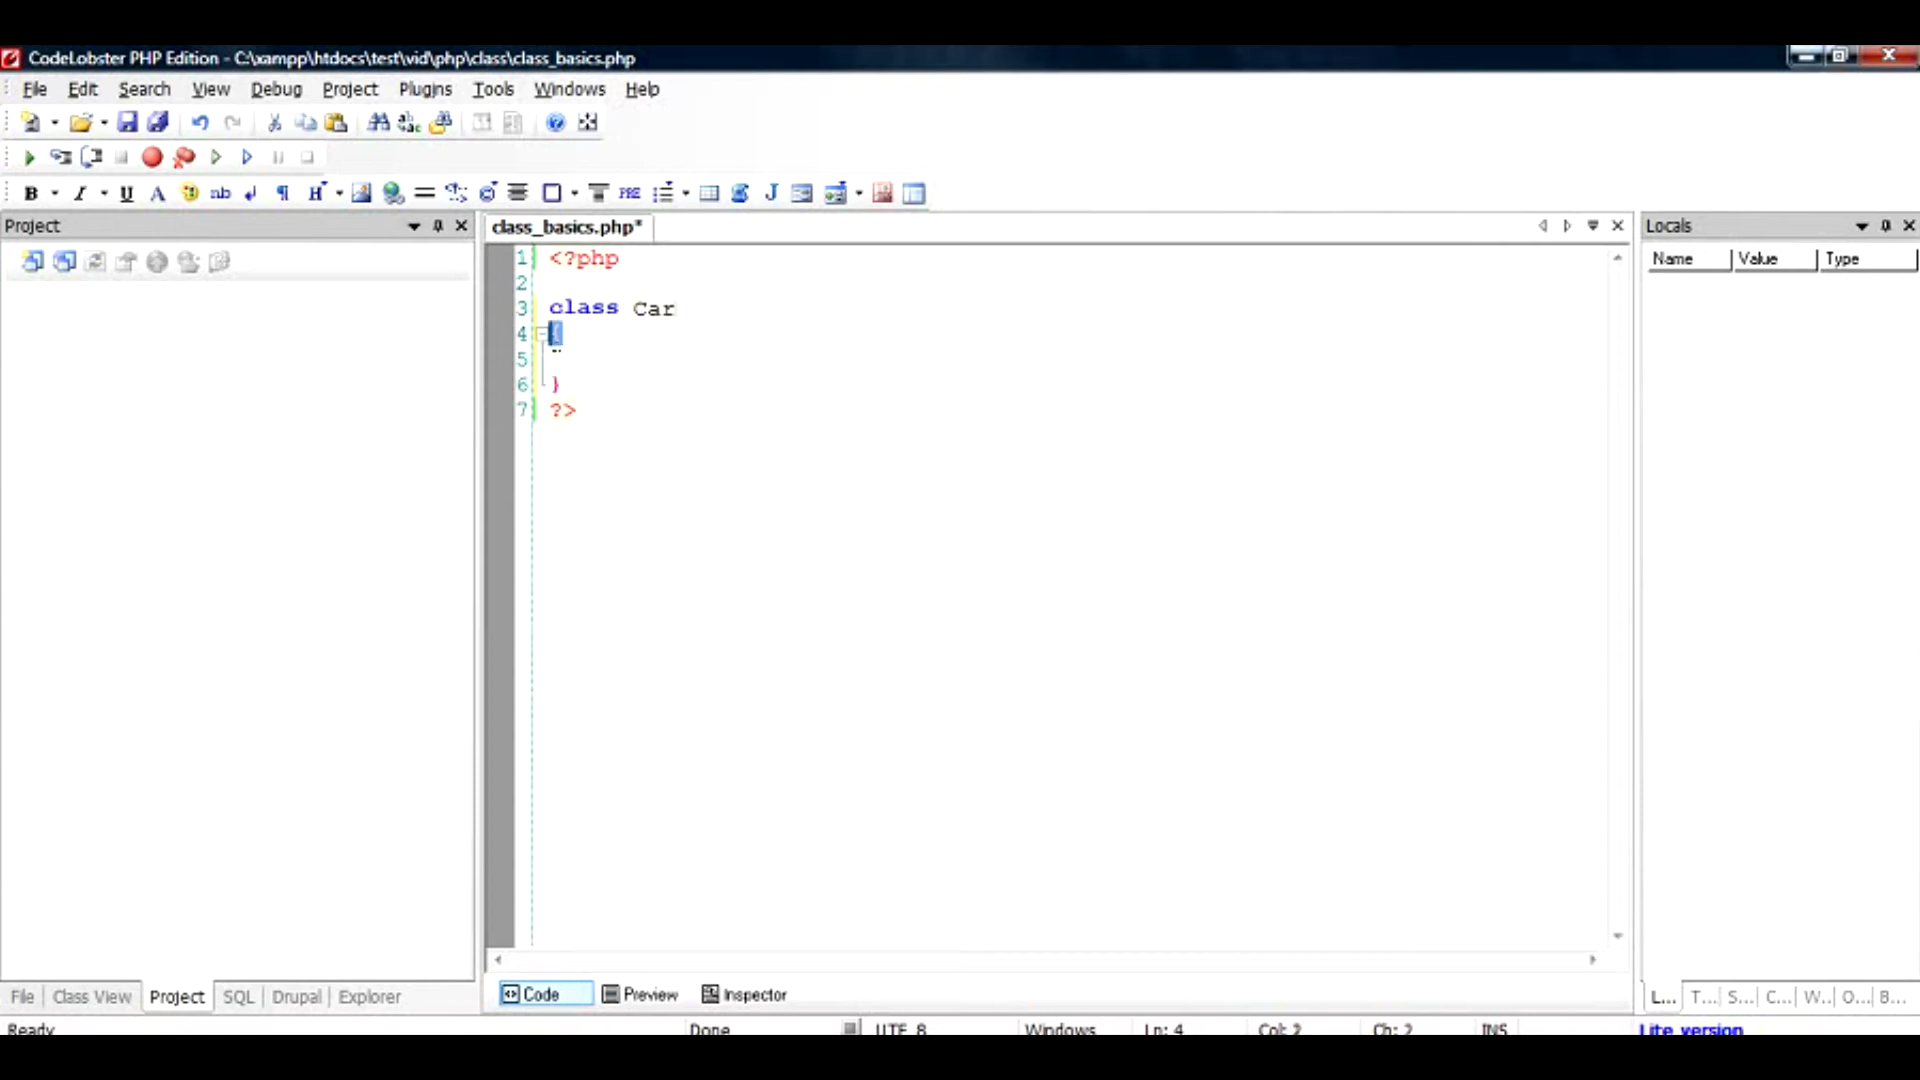 CodeLobster PHP Edition - C:\xampp\htdocs\test\vid\php\class\class_basics.php
File Edit Search View Debug Project Plugins Tools Windows Help
B I U A ab H PRE J
Project
class_basics.php*
Locals
Name Value Type
1 <?php
2
3 class Car
4 {
5
6 }
7 ?>
File Class View Project SQL Drupal Explorer
Code Preview Inspector
L... T... S... C... W... O... B...
Ready Done UTF 8 Windows Ln: 4 Col: 2 Ch: 2 INS Lite version